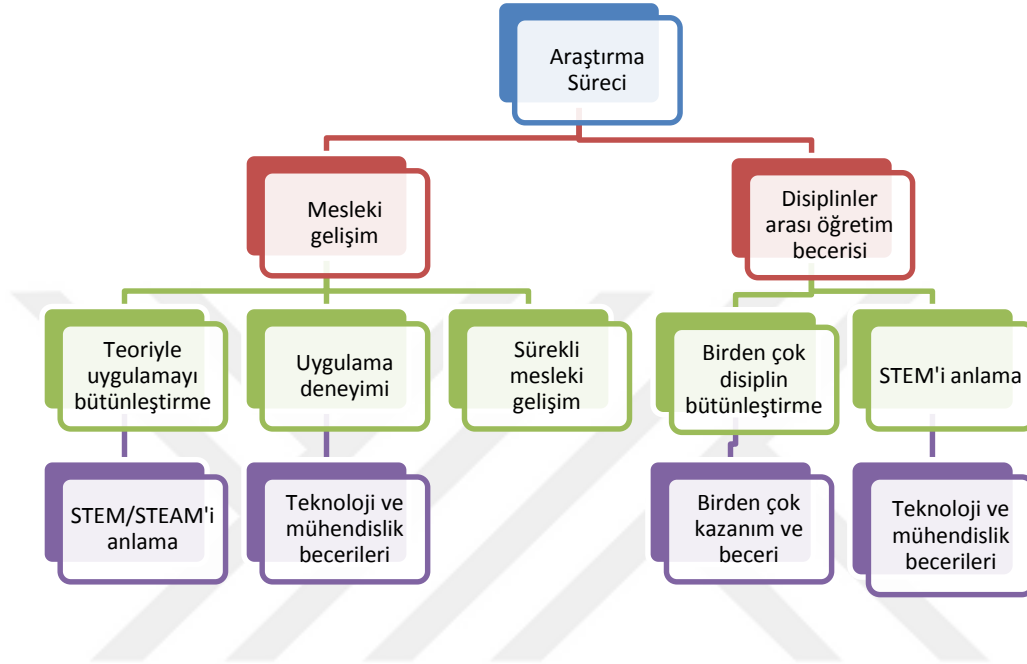 Araştırma
Süreci
Mesleki
gelişim
Disiplinler
arası öğretim
becerisi
Teoriyle
uygulamayı
bütünleştirme
Uygulama
deneyimi
Sürekli
mesleki
gelişim
Birden çok
disiplin
bütünleştirme
STEM'i anlama
STEM/STEAM'i
anlama
Teknoloji ve
mühendislik
becerileri
Birden çok
kazanım ve
beceri
Teknoloji ve
mühendislik
becerileri